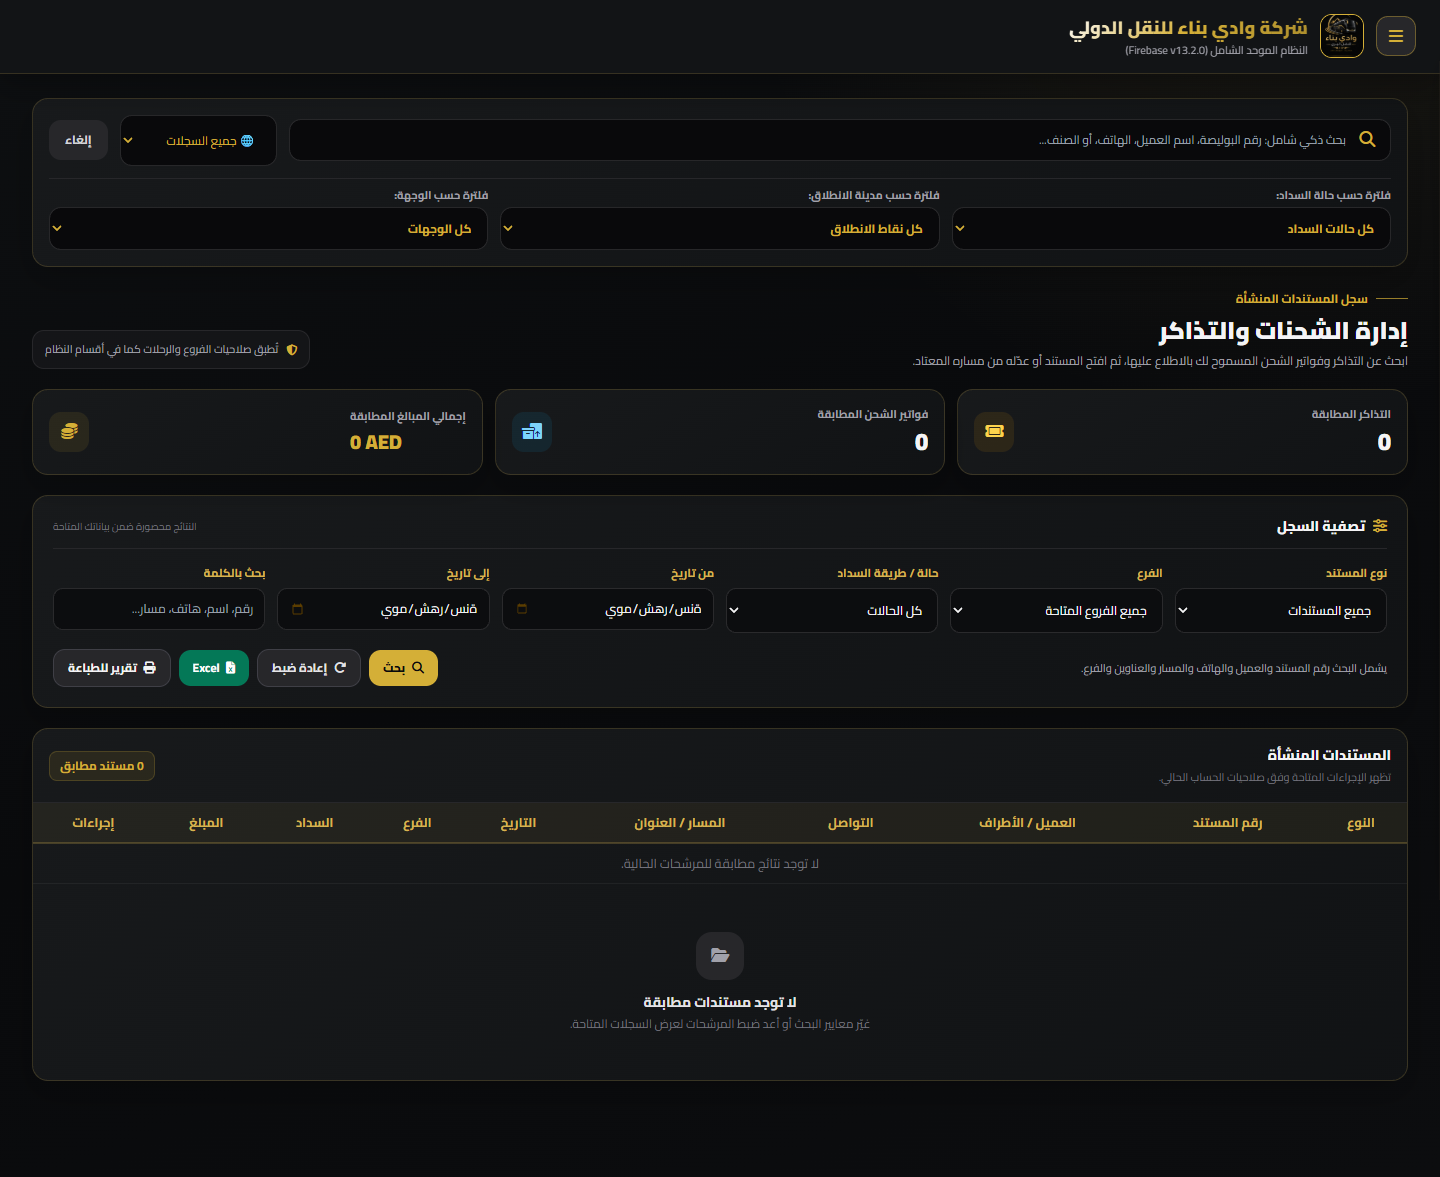 شركة وادي بناء للنقل الدولي
النظام الموحد الشامل (Firebase v13.2.0)
وادي بناء
بحث ذكي شامل: رقم البوليصة، اسم العميل، الهاتف، أو الصنف...
جميع السجلات
إلغاء
فلترة حسب حالة السداد:
فلترة حسب مدينة الانطلاق:
فلترة حسب الوجهة:
كل حالات السداد
كل نقاط الانطلاق
كل الوجهات
سجل المستندات المنشأة
إدارة الشحنات والتذاكر
ابحث عن التذاكر وفواتير الشحن المسموح لك بالاطلاع عليها، ثم افتح المستند أو عدّله من مساره المعتاد.
تُطبق صلاحيات الفروع والرحلات كما في أقسام النظام
التذاكر المطابقة
0
فواتير الشحن المطابقة
0
إجمالي المبالغ المطابقة
0 AED
تصفية السجل
النتائج محصورة ضمن بياناتك المتاحة
نوع المستند
الفرع
حالة / طريقة السداد
من تاريخ
إلى تاريخ
بحث بالكلمة
جميع المستندات
جميع الفروع المتاحة
كل الحالات
ةنس/رهش/موي
ةنس/رهش/موي
رقم، اسم، هاتف، مسار...
يشمل البحث رقم المستند والعميل والهاتف والمسار والعناوين والفرع.
بحث
إعادة ضبط
Excel
تقرير للطباعة
المستندات المنشأة
تظهر الإجراءات المتاحة وفق صلاحيات الحساب الحالي.
0 مستند مطابق
النوع
رقم المستند
العميل / الأطراف
التواصل
المسار / العنوان
التاريخ
الفرع
السداد
المبلغ
إجراءات
لا توجد نتائج مطابقة للمرشحات الحالية.
لا توجد مستندات مطابقة
غيّر معايير البحث أو أعد ضبط المرشحات لعرض السجلات المتاحة.